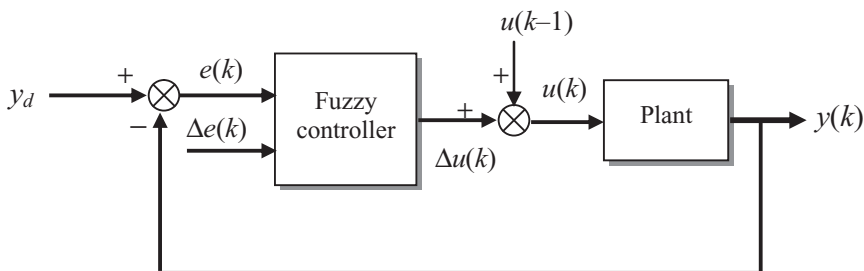 u(k–1)
+
e(k)
+
u(k)
y_d
Fuzzy
controller
+
Plant
y(k)
–
Δe(k)
Δu(k)